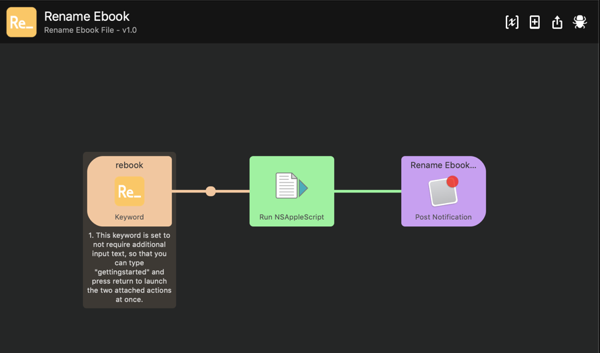 Re_
Rename Ebook
Rename Ebook File - v1.0
{x}
rebook
Re_
Keyword
1. This keyword is set to
not require additional
input text, so that you
can type
"gettingstarted" and
press return to launch
the two attached actions
at once.
Run NSAppleScript
Rename Ebook...
Post Notification